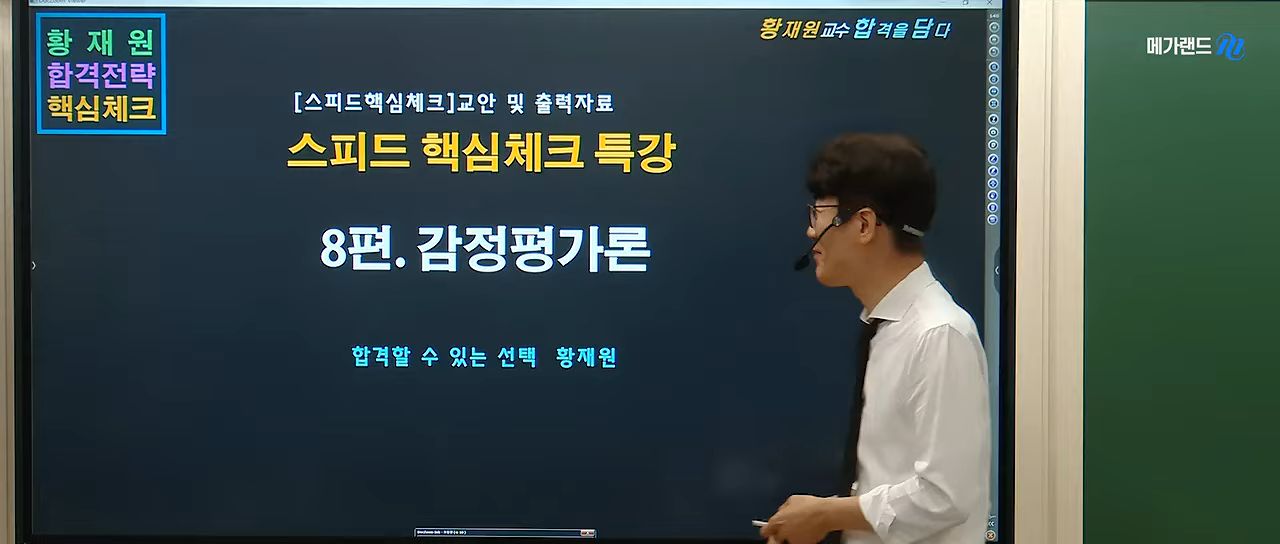 황 재 원
합격전략
핵심체크
황재원 교수 합격을 담다
메가랜드
[스피드핵심체크]교안 및 출력자료
스피드 핵심체크 특강
8편. 감정평가론
합격할 수 있는 선택 황재원